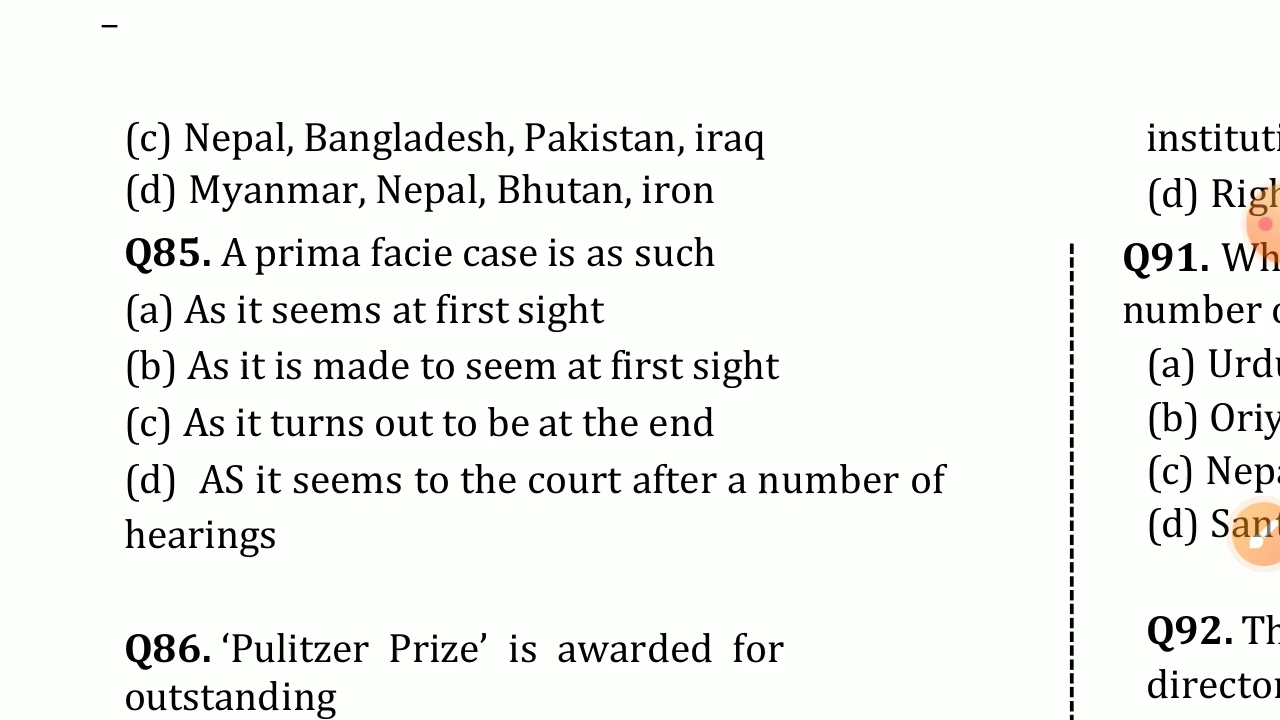 (c) Nepal, Bangladesh, Pakistan, iraq
(d) Myanmar, Nepal, Bhutan, iron
Q85. A prima facie case is as such
(a) As it seems at first sight
(b) As it is made to seem at first sight
(c) As it turns out to be at the end
(d) AS it seems to the court after a number of
hearings
Q86. ‘Pulitzer Prize’ is awarded for
outstanding
(d)
Q91.
number
(a)
(b)
(c)
(d)
Q92.